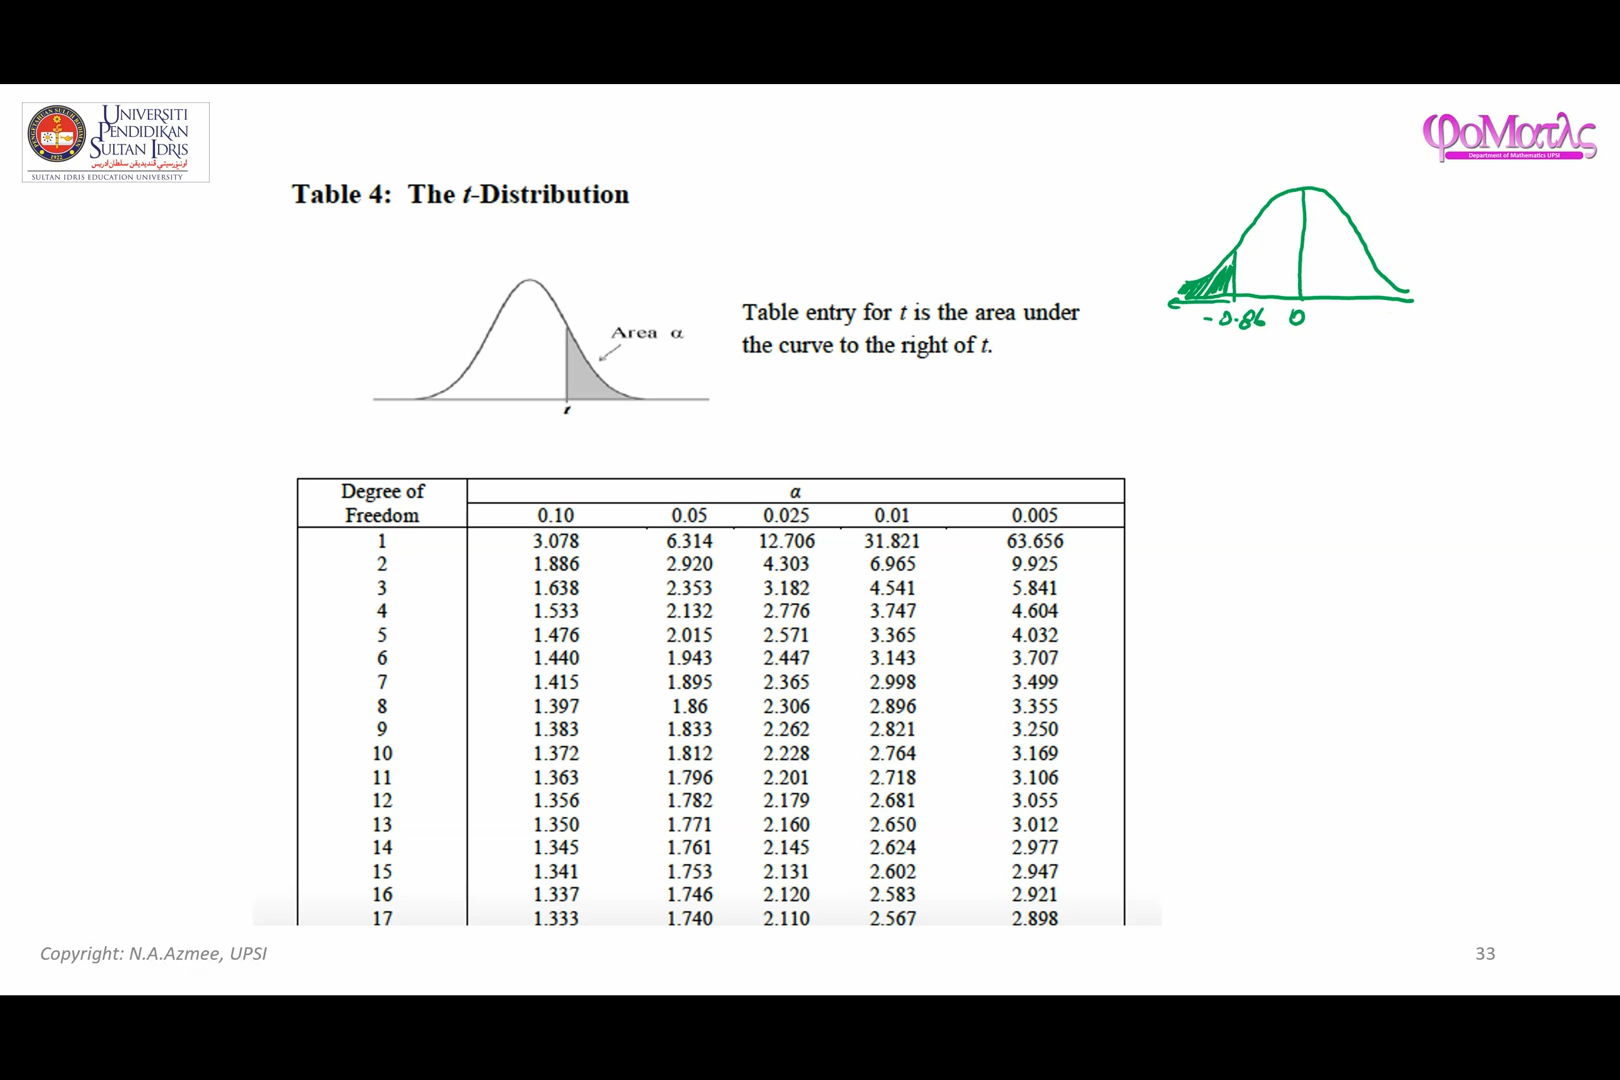 UNIVERSITI
PENDIDIKAN
SULTAN IDRIS
SULTAN IDRIS EDUCATION UNIVERSITY
1922
φοΜατλς
Department of Mathematics UPSI
Table 4: The t-Distribution
Area α
t
Table entry for t is the area under
the curve to the right of t.
-0.86 0
Degree of Freedom α
0.10 0.05 0.025 0.01 0.005
1 3.078 6.314 12.706 31.821 63.656
2 1.886 2.920 4.303 6.965 9.925
3 1.638 2.353 3.182 4.541 5.841
4 1.533 2.132 2.776 3.747 4.604
5 1.476 2.015 2.571 3.365 4.032
6 1.440 1.943 2.447 3.143 3.707
7 1.415 1.895 2.365 2.998 3.499
8 1.397 1.86 2.306 2.896 3.355
9 1.383 1.833 2.262 2.821 3.250
10 1.372 1.812 2.228 2.764 3.169
11 1.363 1.796 2.201 2.718 3.106
12 1.356 1.782 2.179 2.681 3.055
13 1.350 1.771 2.160 2.650 3.012
14 1.345 1.761 2.145 2.624 2.977
15 1.341 1.753 2.131 2.602 2.947
16 1.337 1.746 2.120 2.583 2.921
17 1.333 1.740 2.110 2.567 2.898
Copyright: N.A.Azmee, UPSI
33